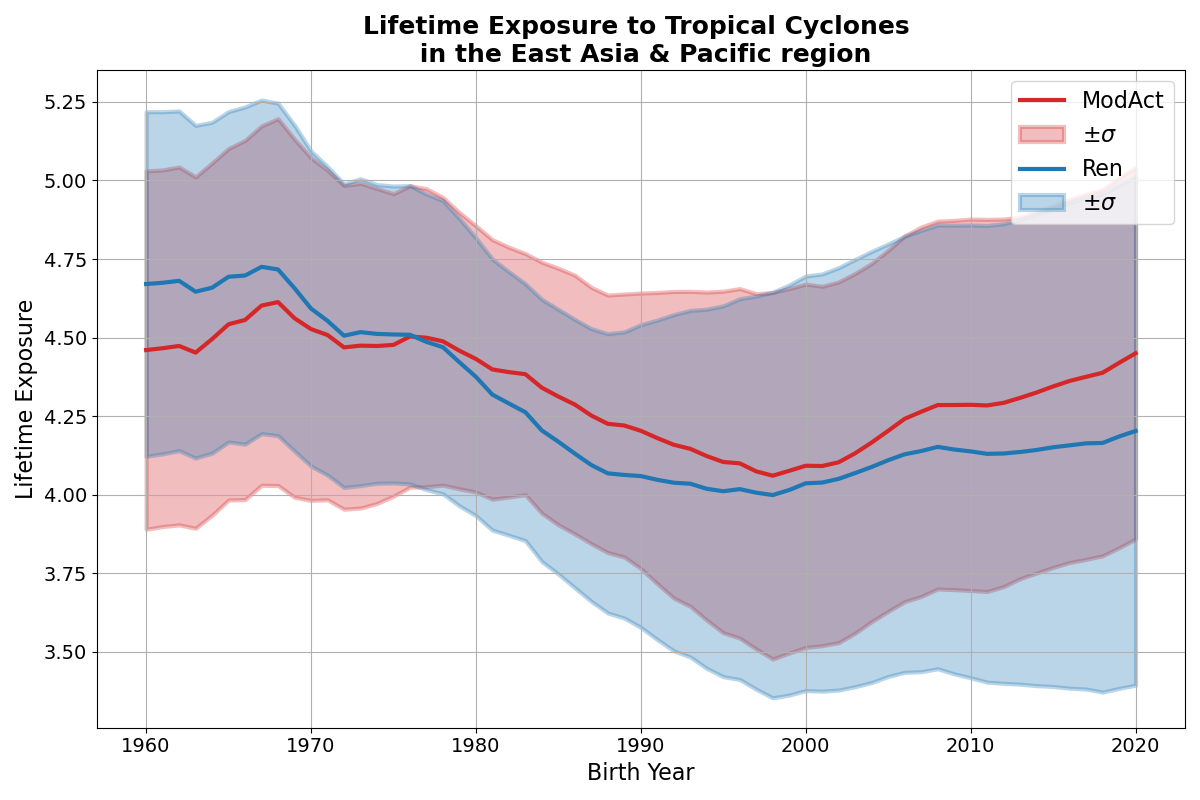 Lifetime Exposure to Tropical Cyclones
in the East Asia & Pacific region
ModAct
±σ
Ren
±σ
Lifetime Exposure
5.25
5.00
4.75
4.50
4.25
4.00
3.75
3.50
1960
1970
1980
1990
2000
2010
2020
Birth Year